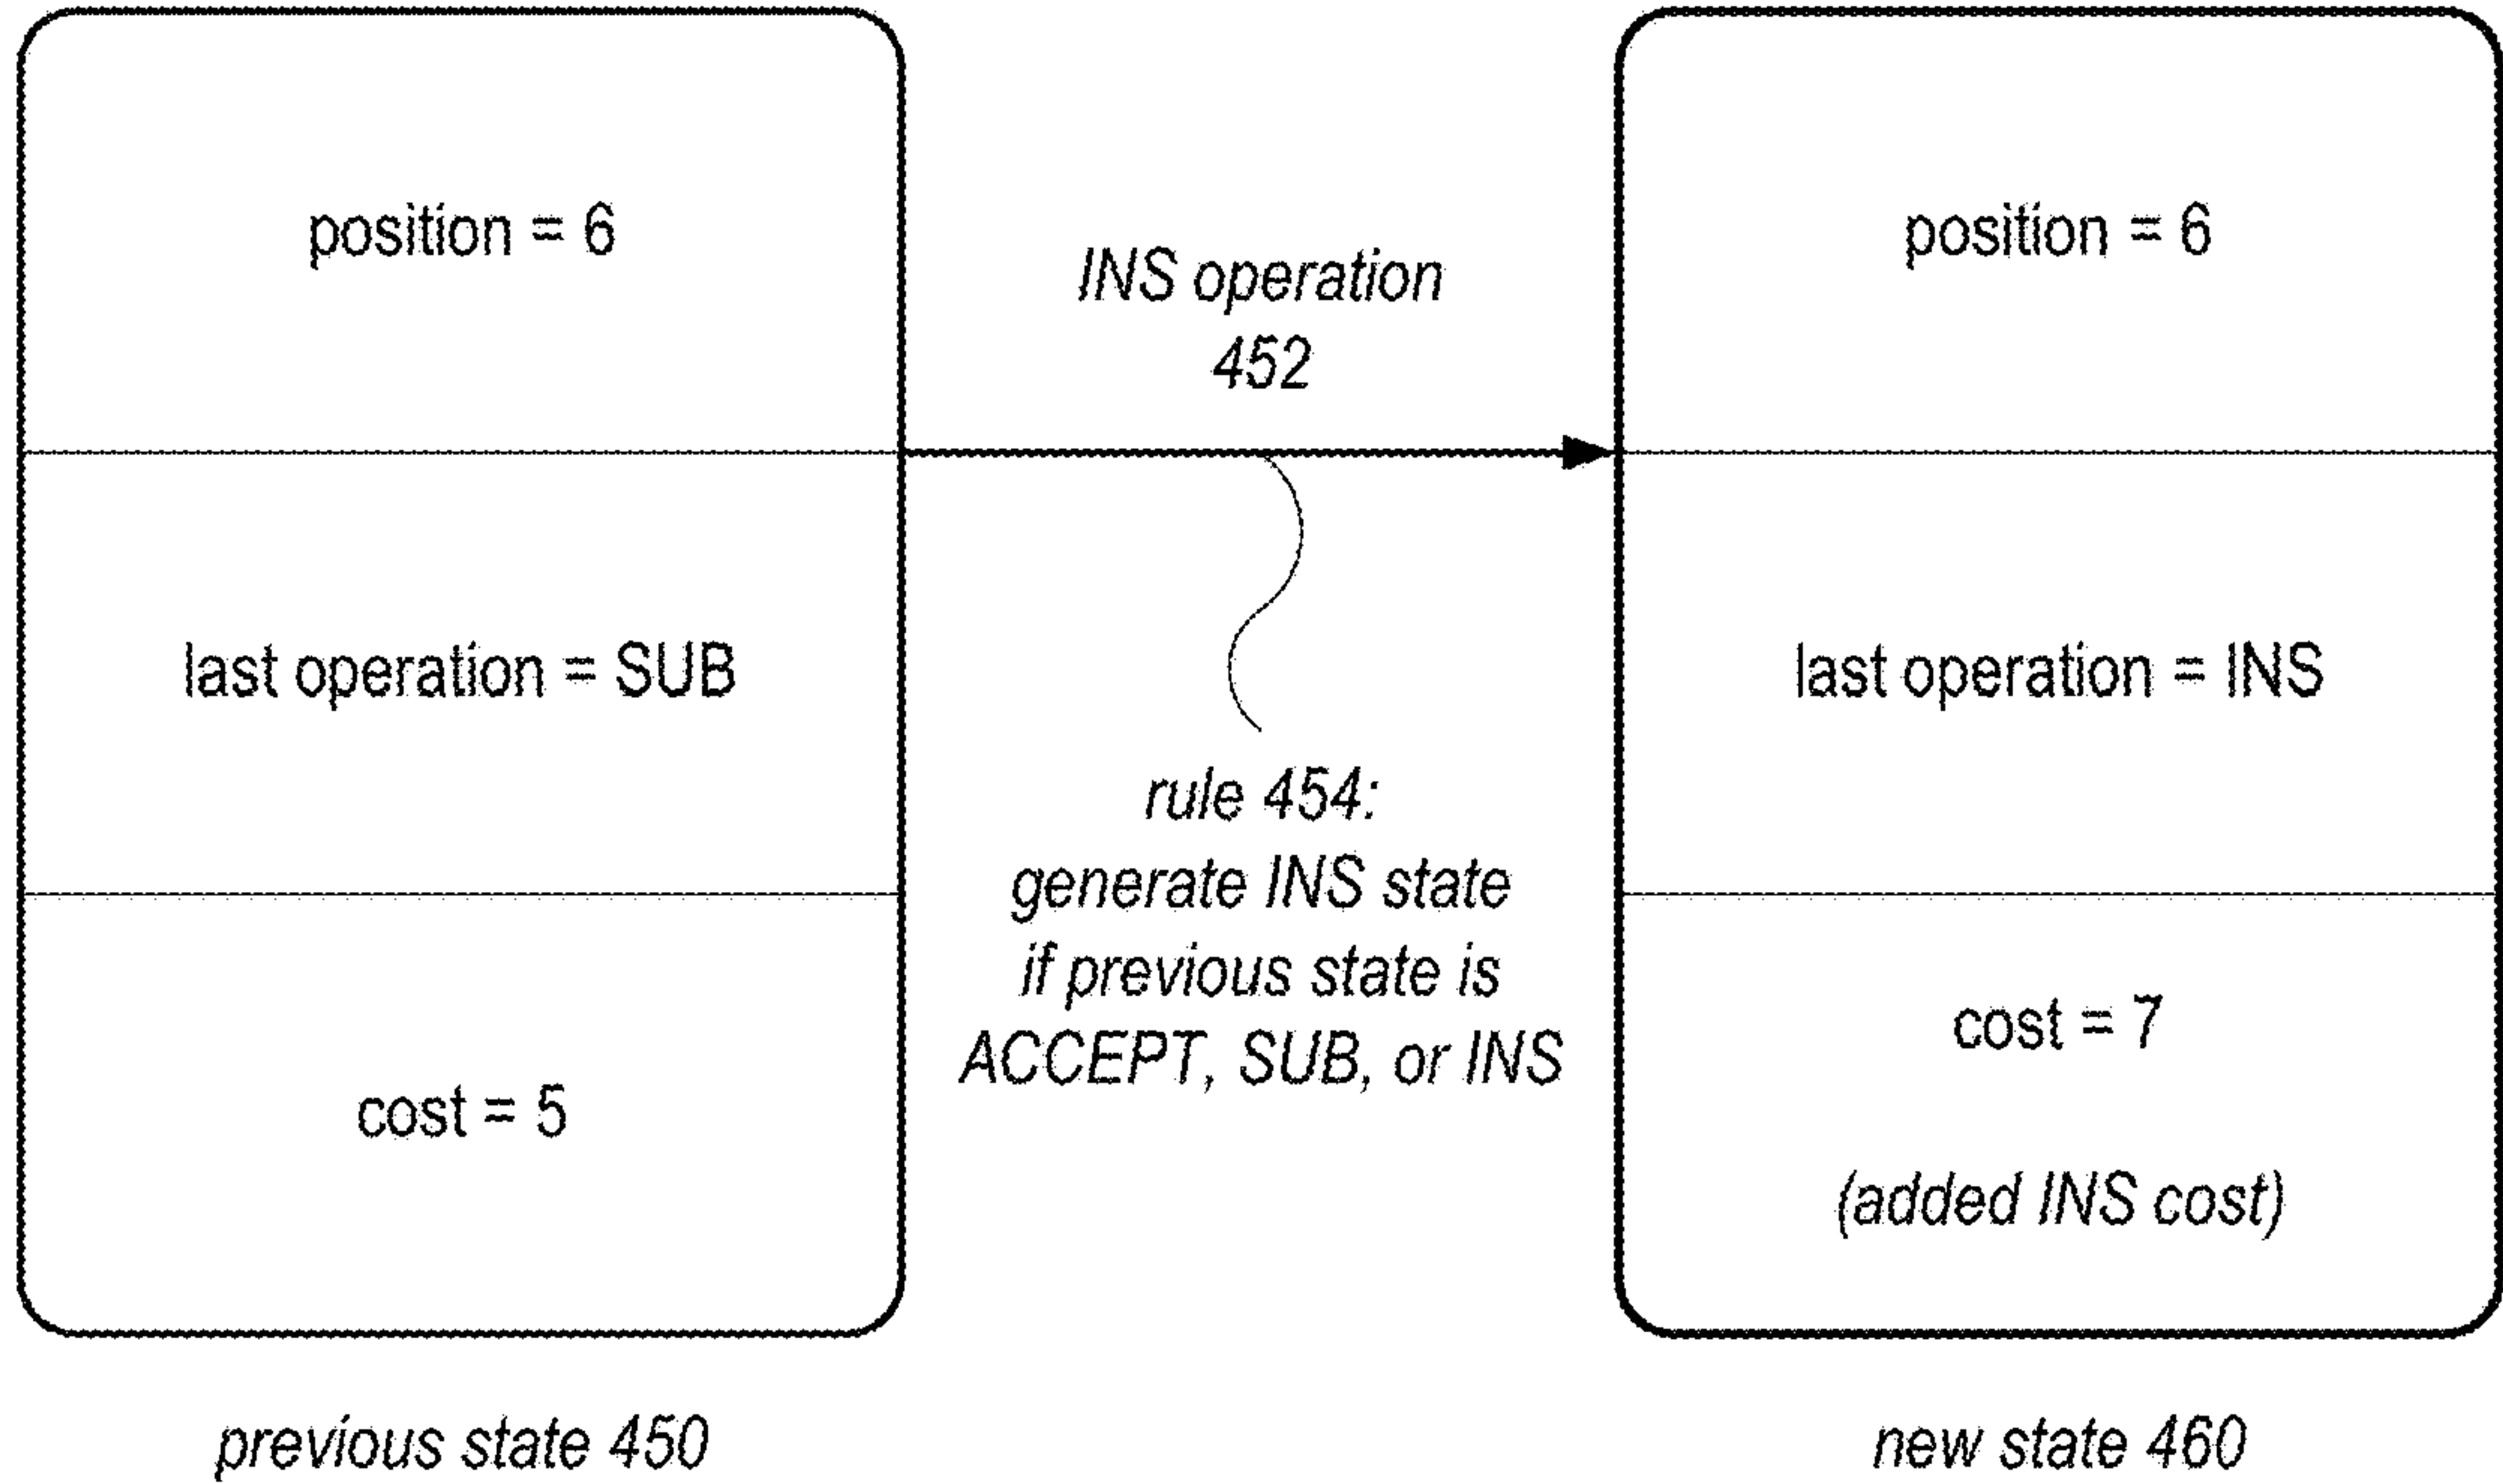 position = 6
last operation = SUB
cost = 5
previous state 450
INS operation
452
rule 454:
generate INS state
if previous state is
ACCEPT, SUB, or INS
position = 6
last operation = INS
cost = 7
(added INS cost)
new state 460